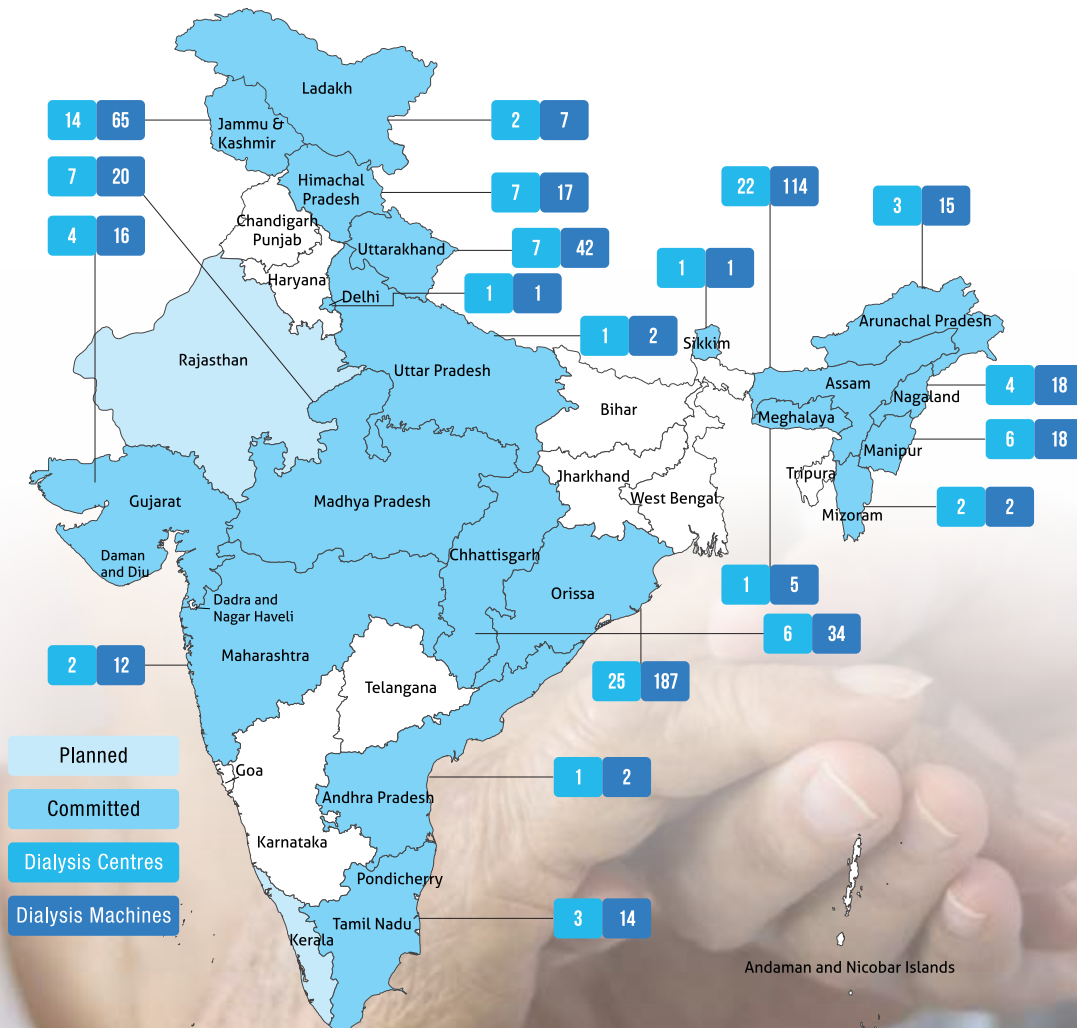 Ladakh
14 65
Jammu &
Kashmir
2 7
7 20
Himachal
Pradesh
7 17
22 114
3 15
4 16
Chandigarh
Punjab
Uttarakhand
7 42
1 1
Haryana
Delhi
1 1
Arunachal Pradesh
1 2
Sikkim
Rajasthan
Uttar Pradesh
Assam
Nagaland
4 18
Bihar
Meghalaya
6 18
Manipur
Jharkhand
Tripura
Gujarat
Madhya Pradesh
West Bengal
Mizoram
2 2
Daman
and Diu
Chhattisgarh
1 5
Orissa
Dadra and
Nagar Haveli
6 34
Maharashtra
2 12
Telangana
25 187
Planned
Goa
1 2
Andhra Pradesh
Committed
Karnataka
Dialysis Centres
Pondicherry
Dialysis Machines
Tamil Nadu
3 14
Kerala
Andaman and Nicobar Islands